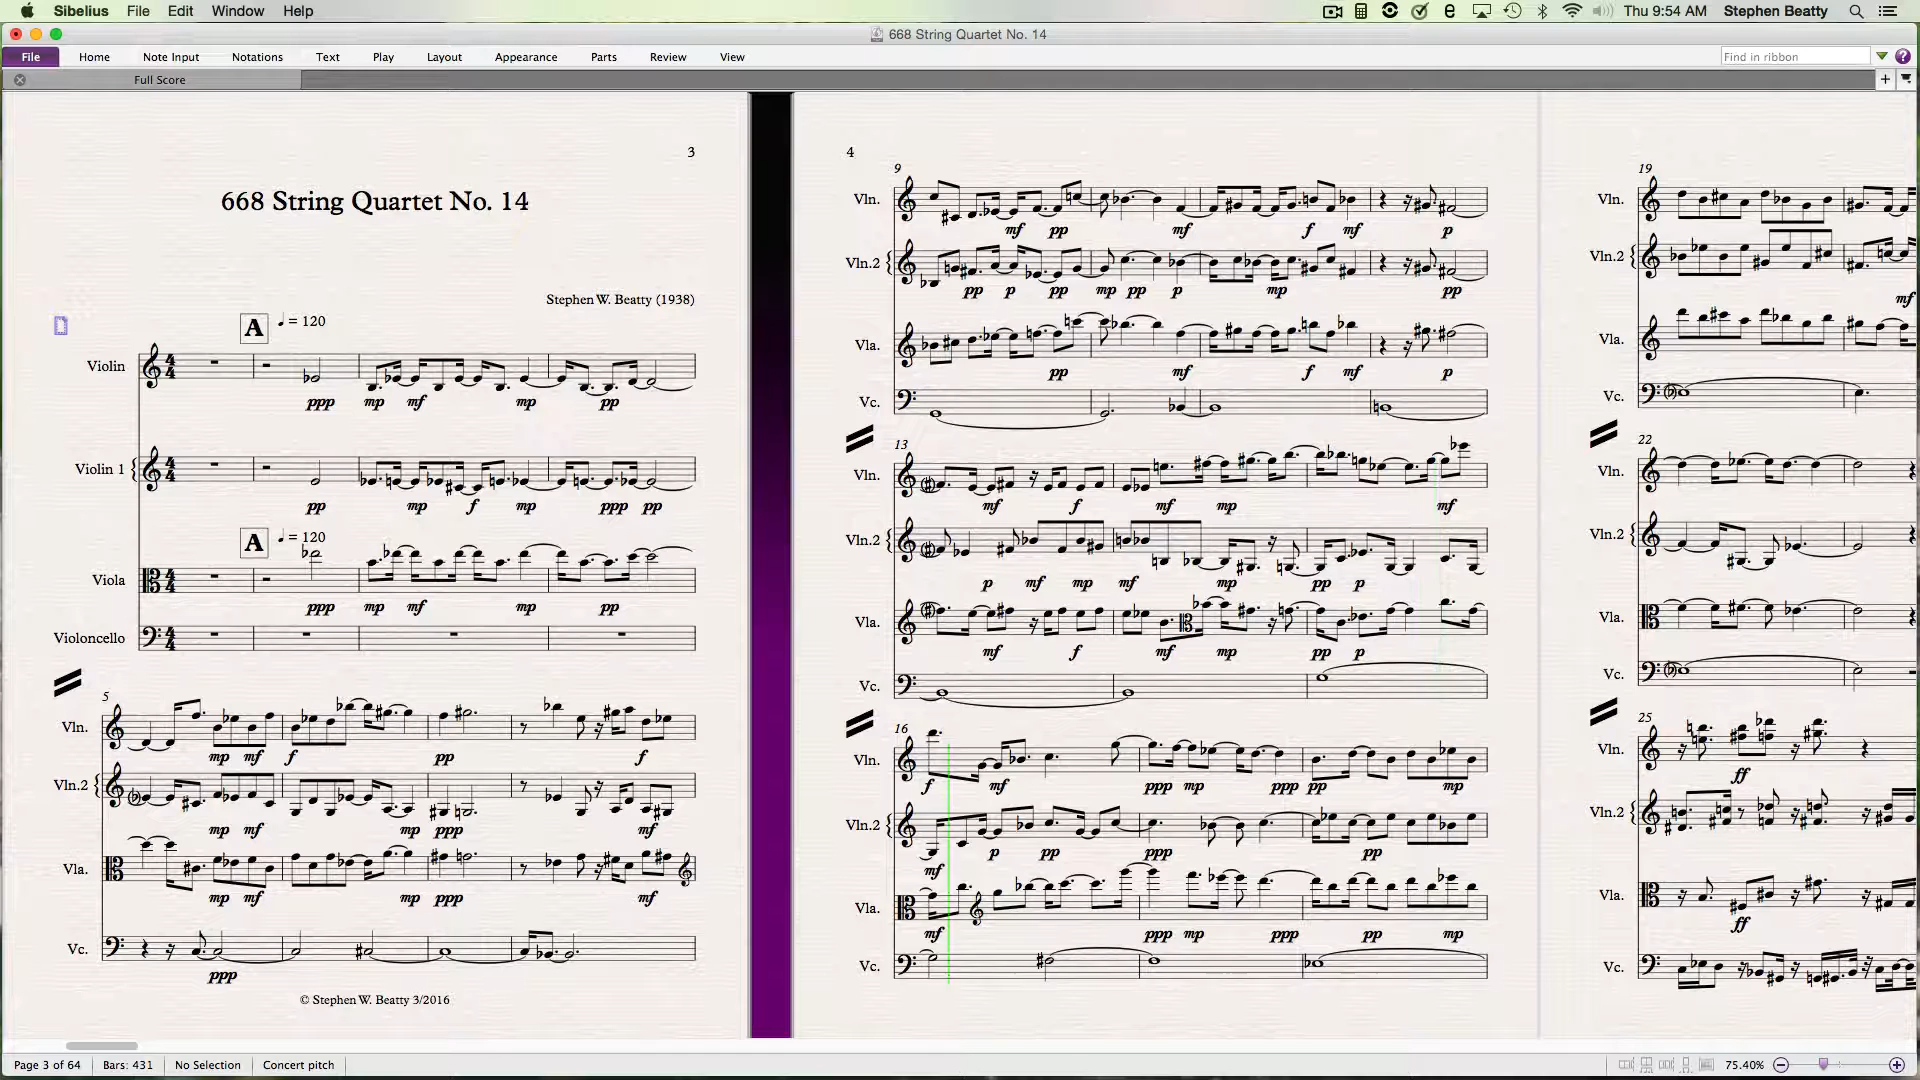 Sibelius File Edit Window Help Thu 9:54 AM Stephen Beatty
668 String Quartet No. 14
File Home Note Input Notations Text Play Layout Appearance Parts Review View Find in ribbon
Full Score
3
668 String Quartet No. 14
Stephen W. Beatty (1938)
A ♩ = 120
Violin
ppp mp mf mp pp
Violin 1
pp mp f mp ppp pp
A ♩ = 120
Viola
ppp mp mf mp pp
Violoncello
5
Vln.
mp mf f pp f
Vln.2
mp mf mp ppp mf
Vla.
mp mf mp ppp mf
Vc.
ppp
© Stephen W. Beatty 3/2016
4
9
Vln.
mf pp mf f mf p
Vln.2
pp p pp mp pp p mp pp
Vla.
pp mf f mf p
Vc.
13
Vln.
mf f mf mp mf
Vln.2
p mf mp mf mp pp p
Vla.
mf f mf mp pp p
Vc.
16
Vln.
f mf ppp mp ppp pp mp
Vln.2
mf p pp ppp pp
Vla.
mf ppp mp ppp pp mp
Vc.
19
Vln.
Vln.2
mf
Vla.
Vc.
22
Vln.
Vln.2
Vla.
Vc.
25
Vln.
ff
Vln.2
Vla.
ff
Vc.
Page 3 of 64 Bars: 431 No Selection Concert pitch 75.40%